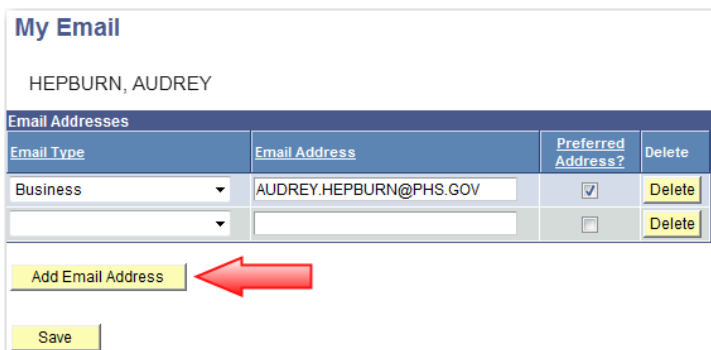 My Email
HEPBURN, AUDREY
Email Addresses
Email Type Email Address Preferred Address? Delete
Business AUDREY.HEPBURN@PHS.GOV Delete
Delete
Add Email Address
Save